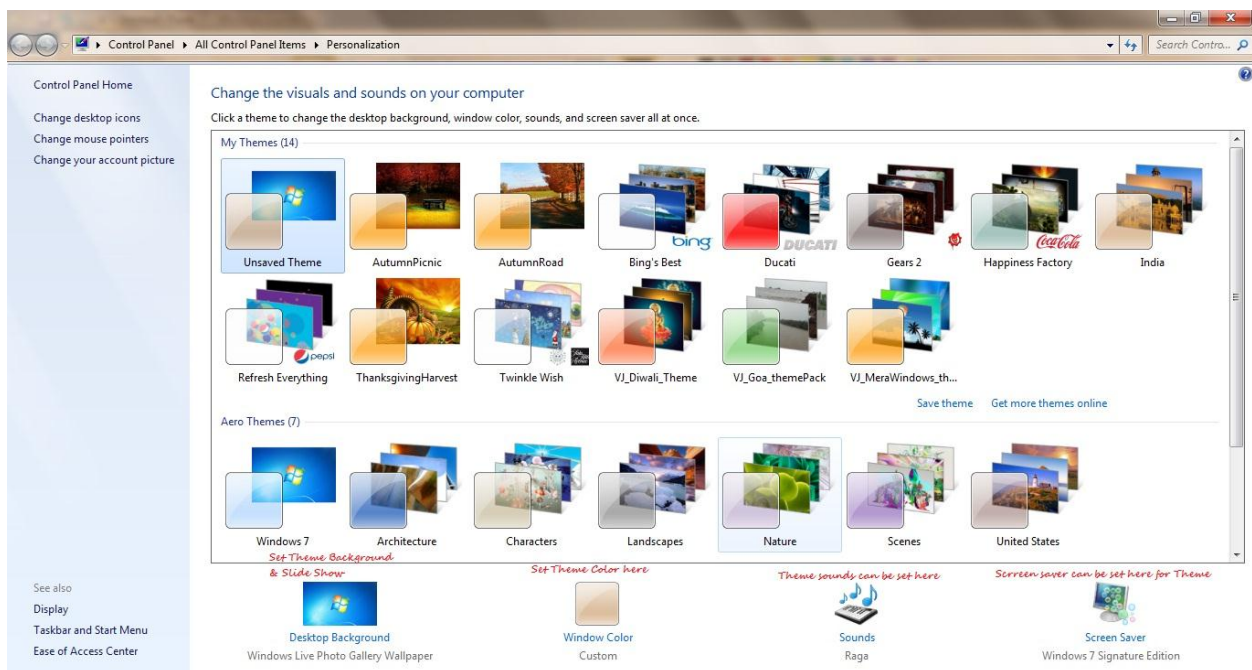 Control Panel ▸ All Control Panel Items ▸ Personalization
Search Contro...
Control Panel Home
Change desktop icons
Change mouse pointers
Change your account picture
Change the visuals and sounds on your computer
Click a theme to change the desktop background, window color, sounds, and screen saver all at once.
My Themes (14)
bing DUCATI Coca-Cola
Unsaved Theme AutumnPicnic AutumnRoad Bing's Best Ducati Gears 2 Happiness Factory India
pepsi
Refresh Everything ThanksgivingHarvest Twinkle Wish VJ_Diwali_Theme VJ_Goa_themePack VJ_MeraWindows_th...
Save theme Get more themes online
Aero Themes (7)
Windows 7 Architecture Characters Landscapes Nature Scenes United States
Set Theme Background
& Slide Show
Set Theme Color here
Theme sounds can be set here
Scrreen saver can be set here for Theme
See also
Display
Taskbar and Start Menu
Ease of Access Center
Desktop Background Window Color Sounds Screen Saver
Windows Live Photo Gallery Wallpaper Custom Raga Windows 7 Signature Edition